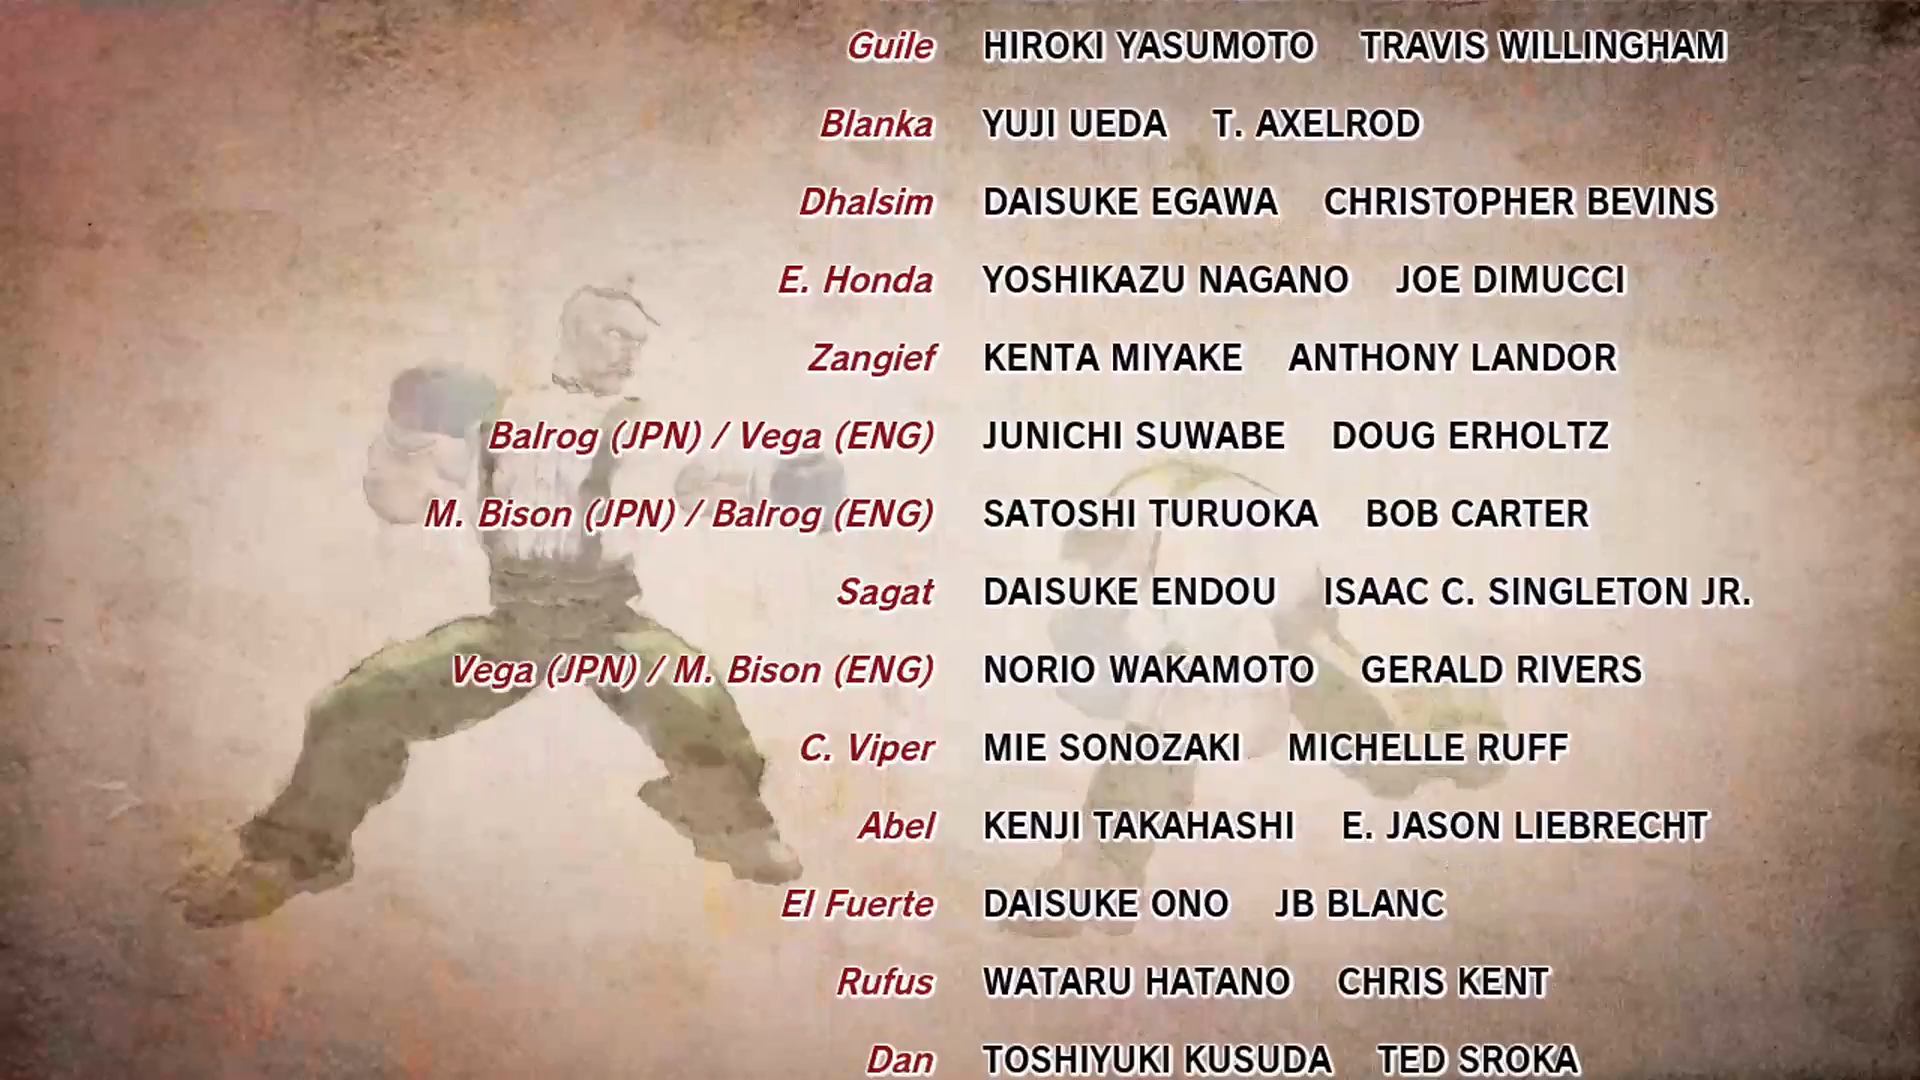 Guile HIROKI YASUMOTO TRAVIS WILLINGHAM
Blanka YUJI UEDA T. AXELROD
Dhalsim DAISUKE EGAWA CHRISTOPHER BEVINS
E. Honda YOSHIKAZU NAGANO JOE DIMUCCI
Zangief KENTA MIYAKE ANTHONY LANDOR
Balrog (JPN) / Vega (ENG) JUNICHI SUWABE DOUG ERHOLTZ
M. Bison (JPN) / Balrog (ENG) SATOSHI TURUOKA BOB CARTER
Sagat DAISUKE ENDOU ISAAC C. SINGLETON JR.
Vega (JPN) / M. Bison (ENG) NORIO WAKAMOTO GERALD RIVERS
C. Viper MIE SONOZAKI MICHELLE RUFF
Abel KENJI TAKAHASHI E. JASON LIEBRECHT
El Fuerte DAISUKE ONO JB BLANC
Rufus WATARU HATANO CHRIS KENT
Dan TOSHIYUKI KUSUDA TED SROKA